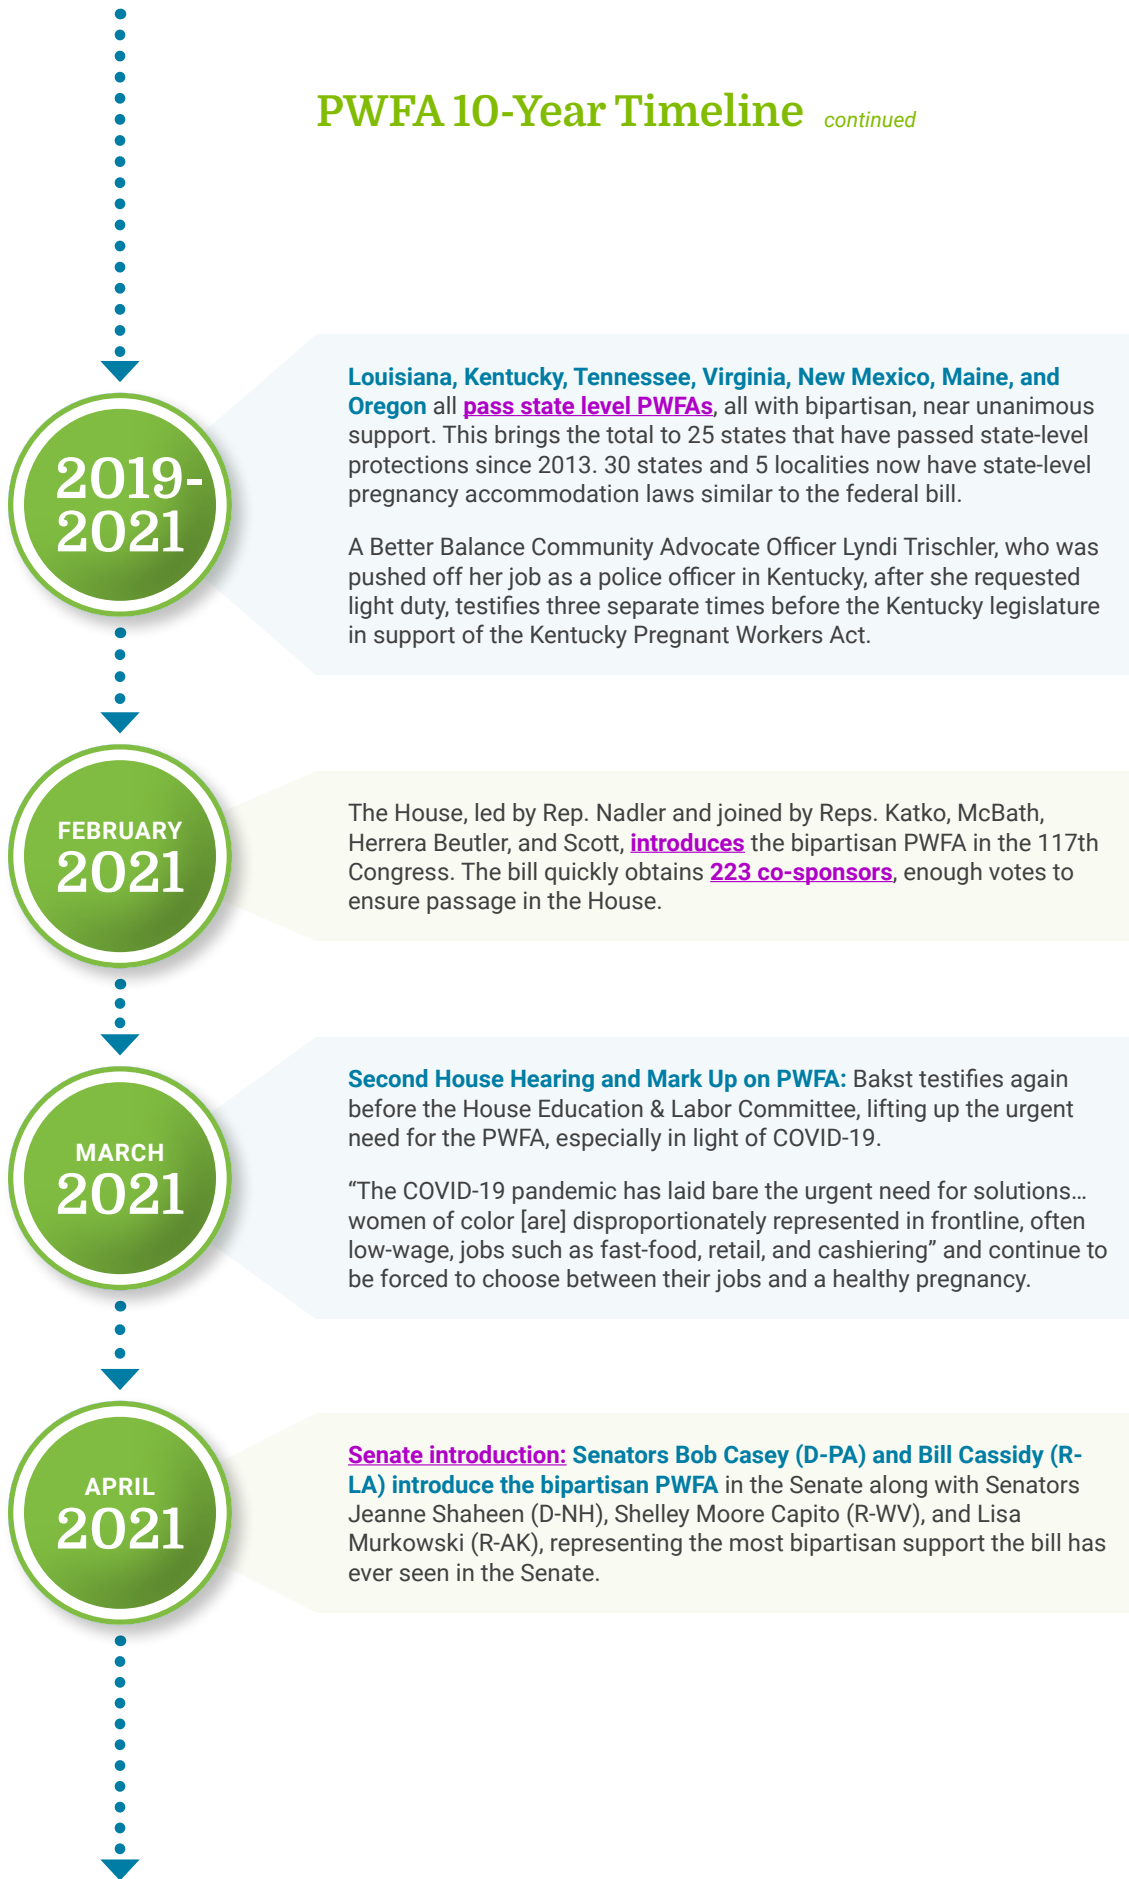 PWFA 10-Year Timeline continued
2019-
2021
Louisiana, Kentucky, Tennessee, Virginia, New Mexico, Maine, and
Oregon all pass state level PWFAs, all with bipartisan, near unanimous
support. This brings the total to 25 states that have passed state-level
protections since 2013. 30 states and 5 localities now have state-level
pregnancy accommodation laws similar to the federal bill.
A Better Balance Community Advocate Officer Lyndi Trischler, who was
pushed off her job as a police officer in Kentucky, after she requested
light duty, testifies three separate times before the Kentucky legislature
in support of the Kentucky Pregnant Workers Act.
FEBRUARY
2021
The House, led by Rep. Nadler and joined by Reps. Katko, McBath,
Herrera Beutler, and Scott, introduces the bipartisan PWFA in the 117th
Congress. The bill quickly obtains 223 co-sponsors, enough votes to
ensure passage in the House.
MARCH
2021
Second House Hearing and Mark Up on PWFA: Bakst testifies again
before the House Education & Labor Committee, lifting up the urgent
need for the PWFA, especially in light of COVID-19.
“The COVID-19 pandemic has laid bare the urgent need for solutions…
women of color [are] disproportionately represented in frontline, often
low-wage, jobs such as fast-food, retail, and cashiering” and continue to
be forced to choose between their jobs and a healthy pregnancy.
APRIL
2021
Senate introduction: Senators Bob Casey (D-PA) and Bill Cassidy (R-
LA) introduce the bipartisan PWFA in the Senate along with Senators
Jeanne Shaheen (D-NH), Shelley Moore Capito (R-WV), and Lisa
Murkowski (R-AK), representing the most bipartisan support the bill has
ever seen in the Senate.